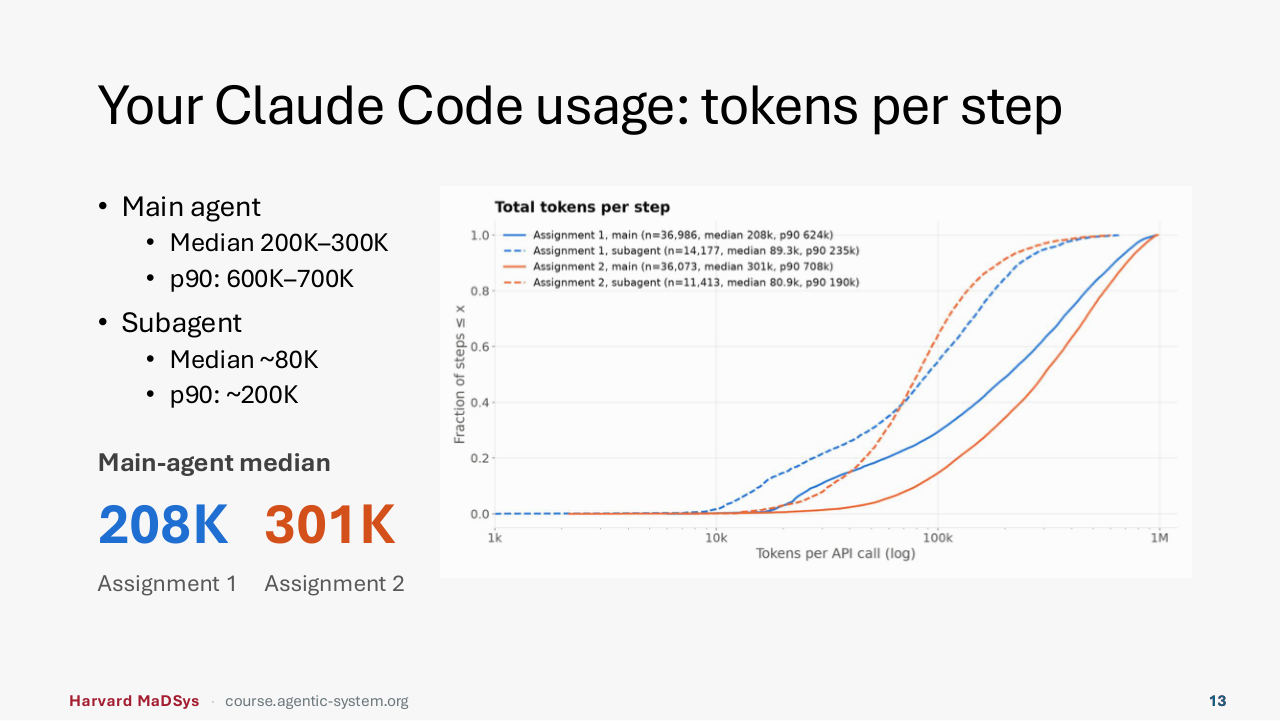 Your Claude Code usage: tokens per step
• Main agent
• Median 200K–300K
• p90: 600K–700K
• Subagent
• Median ~80K
• p90: ~200K
Main-agent median
208K 301K
Assignment 1 Assignment 2
Total tokens per step
Assignment 1, main (n=36,986, median 208k, p90 624k)
Assignment 1, subagent (n=14,177, median 89.3k, p90 235k)
Assignment 2, main (n=36,073, median 301k, p90 708k)
Assignment 2, subagent (n=11,413, median 80.9k, p90 190k)
Fraction of steps ≤ x
1.0
0.8
0.6
0.4
0.2
0.0
1k 10k 100k 1M
Tokens per API call (log)
Harvard MaDSys · course.agentic-system.org
13